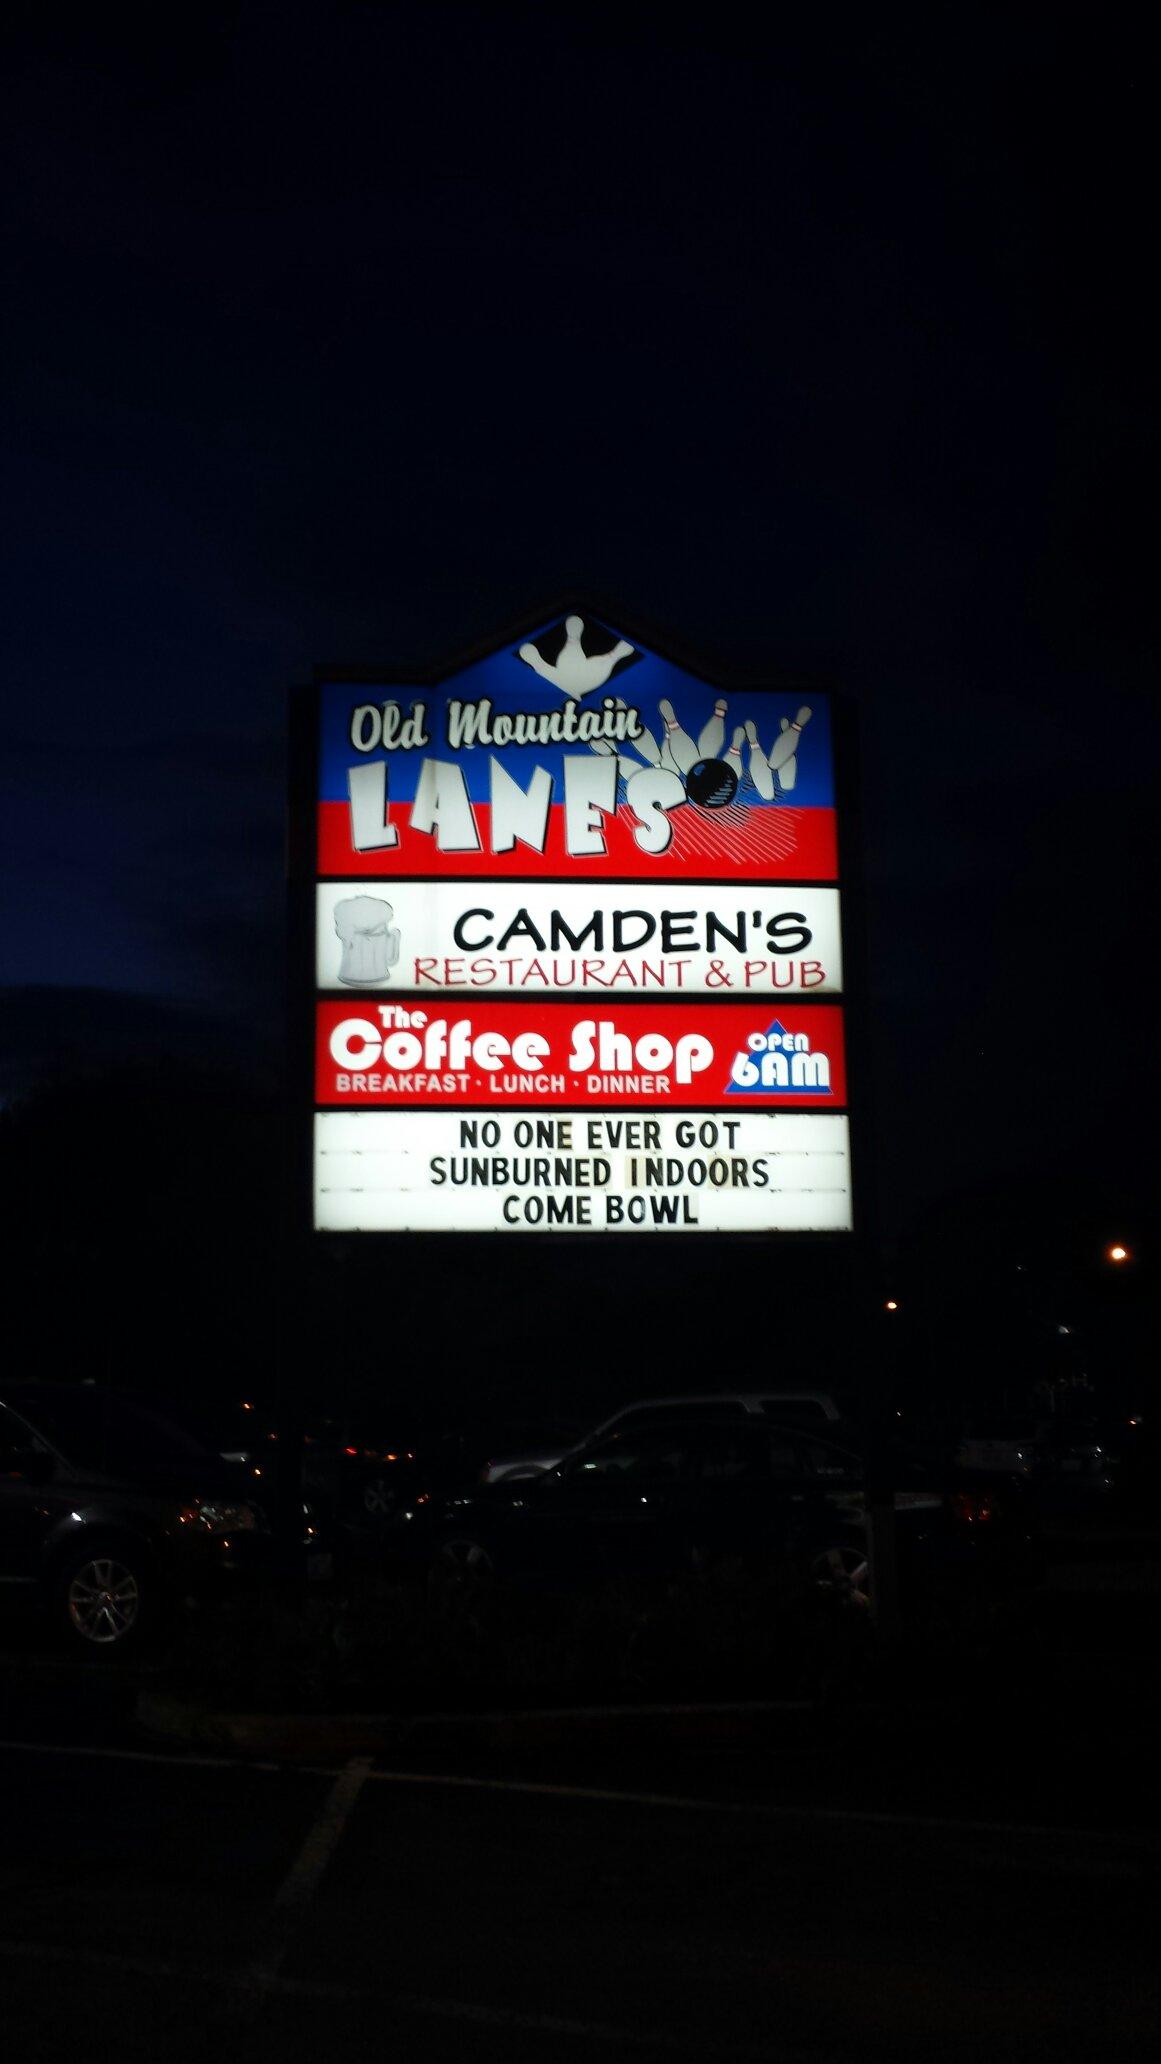 Old Mountain
LANES
CAMDEN'S
RESTAURANT & PUB
The
Coffee Shop
BREAKFAST · LUNCH · DINNER
OPEN
6AM
NO ONE EVER GOT
SUNBURNED INDOORS
COME BOWL